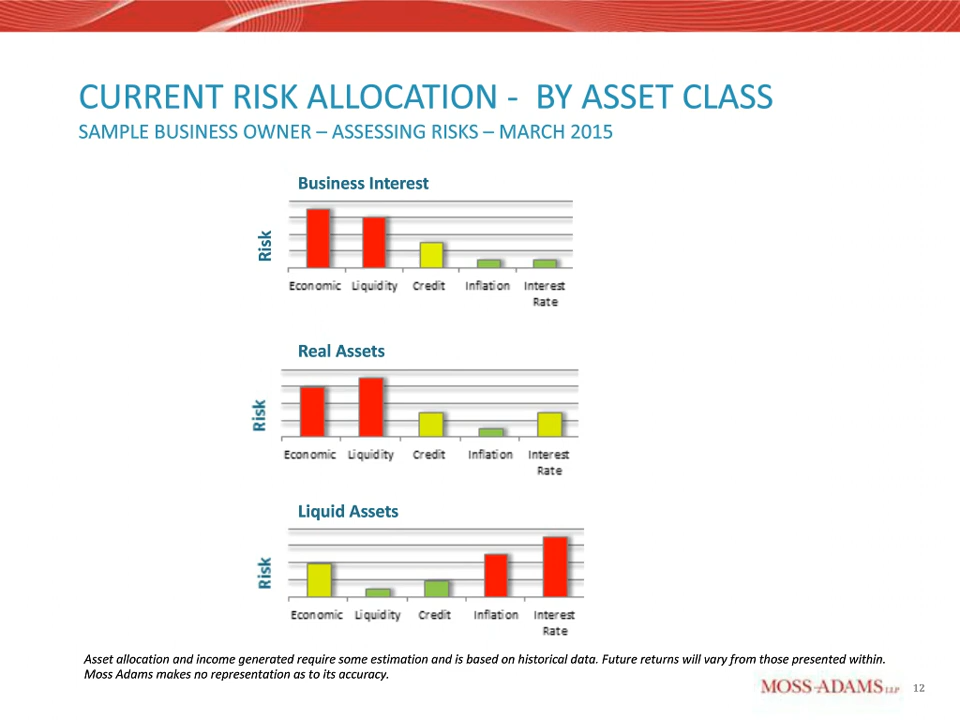 CURRENT RISK ALLOCATION - BY ASSET CLASS
SAMPLE BUSINESS OWNER – ASSESSING RISKS – MARCH 2015
Business Interest
Risk
Economic Liquidity Credit Inflation Interest
Rate
Real Assets
Risk
Economic Liquidity Credit Inflation Interest
Rate
Liquid Assets
Risk
Economic Liquidity Credit Inflation Interest
Rate
Asset allocation and income generated require some estimation and is based on historical data. Future returns will vary from those presented within.
Moss Adams makes no representation as to its accuracy.
MOSS-ADAMS LLP 12